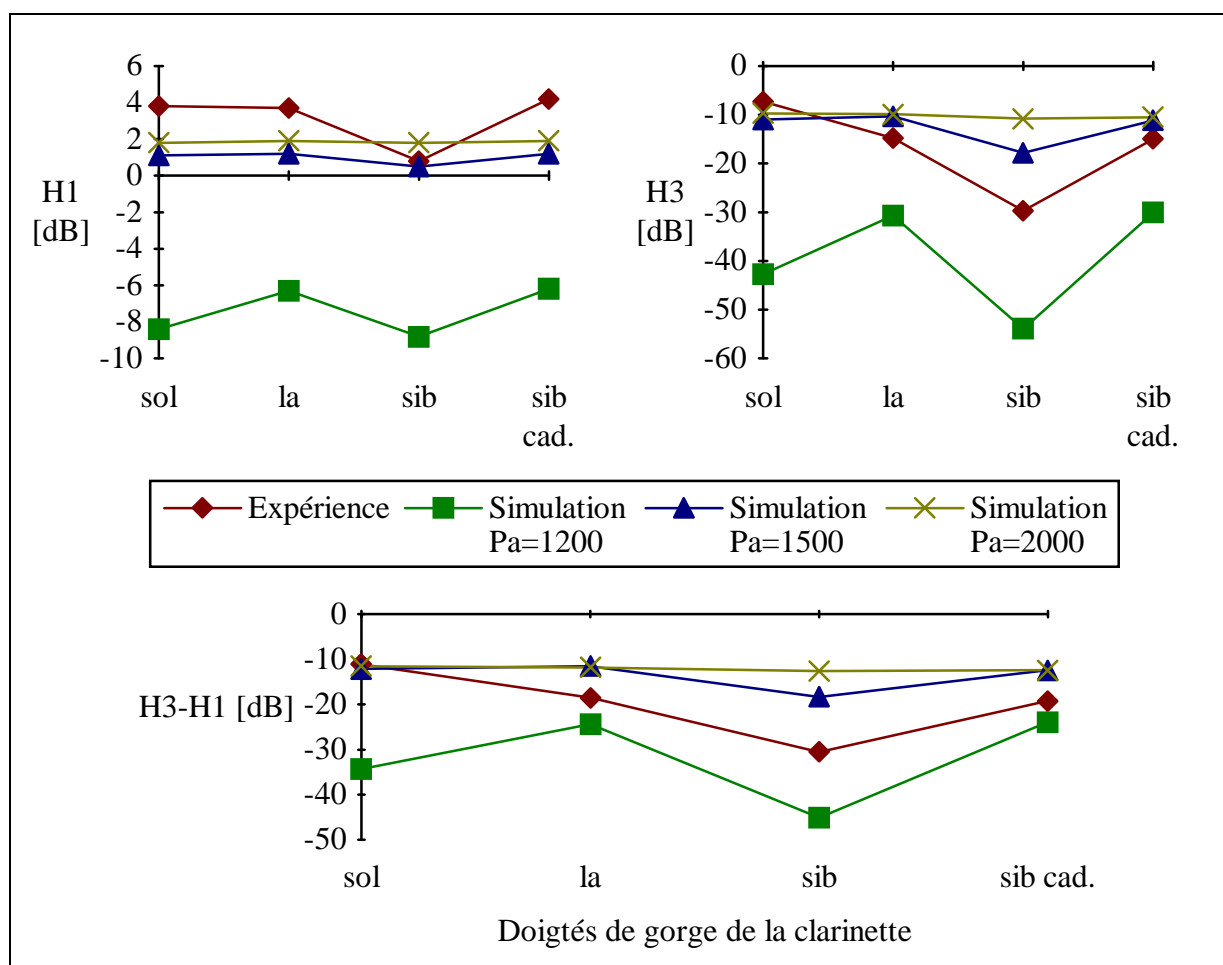 6
4
2
0
-2
-4
-6
-8
-10
H1
[dB]
sol la sib sib
cad.
0
-10
-20
-30
-40
-50
-60
H3
[dB]
sol la sib sib
cad.
Expérience
Simulation
Pa=1200
Simulation
Pa=1500
Simulation
Pa=2000
0
-10
-20
-30
-40
-50
H3-H1 [dB]
sol la sib sib cad.
Doigtés de gorge de la clarinette